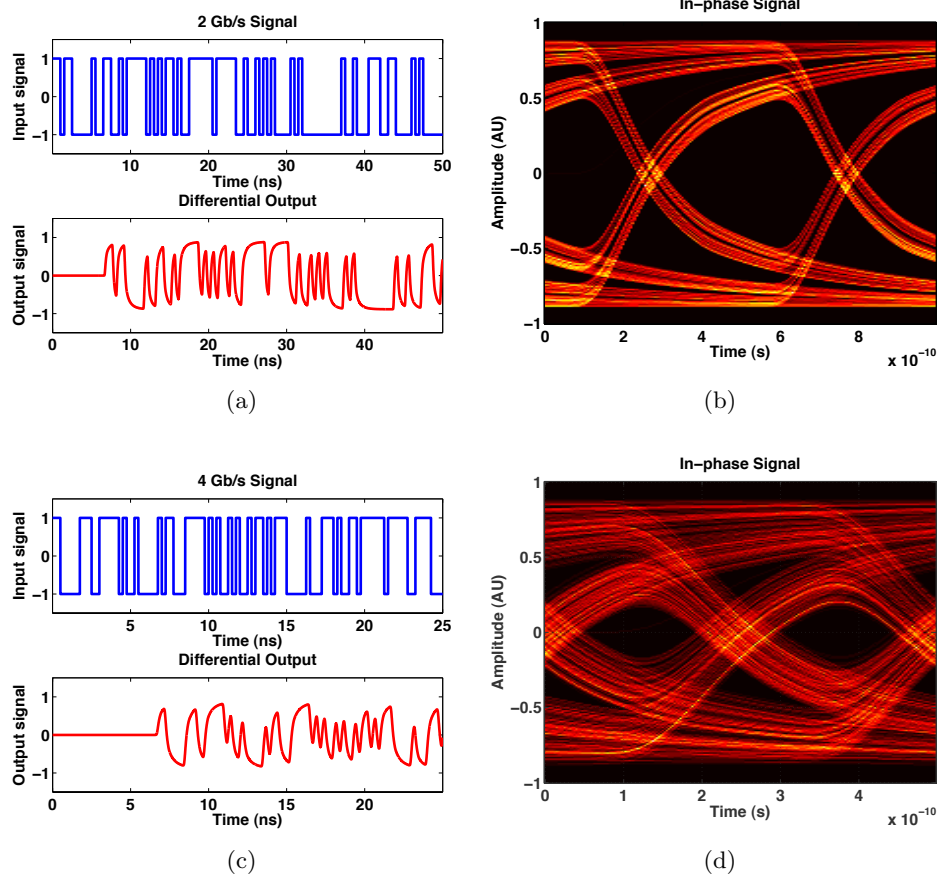 2 Gb/s Signal
Input signal
1
0
−1
10 20 30 40 50
Time (ns)
Differential Output
Output signal
1
0
−1
0 10 20 30 40
Time (ns)
(a)
In−phase Signal
Amplitude (AU)
1
0.5
0
−0.5
−1
0 2 4 6 8
Time (s)
x 10−10
(b)
4 Gb/s Signal
Input signal
1
0
−1
5 10 15 20 25
Time (ns)
Differential Output
Output signal
1
0
−1
0 5 10 15 20
Time (ns)
(c)
In−phase Signal
Amplitude (AU)
1
0.5
0
−0.5
−1
0 1 2 3 4
Time (s)
x 10−10
(d)